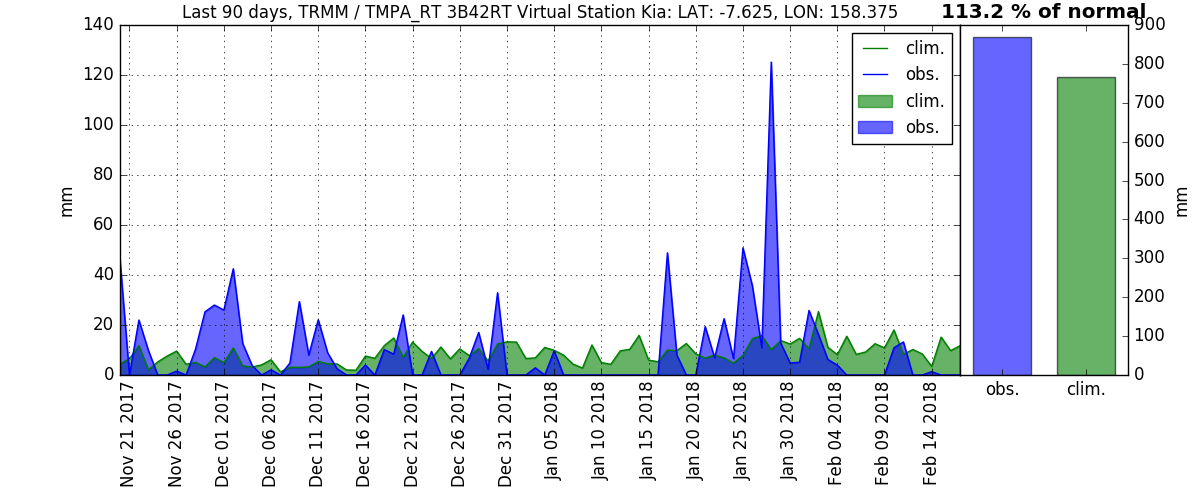 Last 90 days, TRMM / TMPA_RT 3B42RT Virtual Station Kia: LAT: -7.625, LON: 158.375
113.2 % of normal
140
120
100
80
60
40
20
0
mm
clim.
obs.
clim.
obs.
900
800
700
600
500
400
300
200
100
0
mm
Nov 21 2017
Nov 26 2017
Dec 01 2017
Dec 06 2017
Dec 11 2017
Dec 16 2017
Dec 21 2017
Dec 26 2017
Dec 31 2017
Jan 05 2018
Jan 10 2018
Jan 15 2018
Jan 20 2018
Jan 25 2018
Jan 30 2018
Feb 04 2018
Feb 09 2018
Feb 14 2018
obs.
clim.